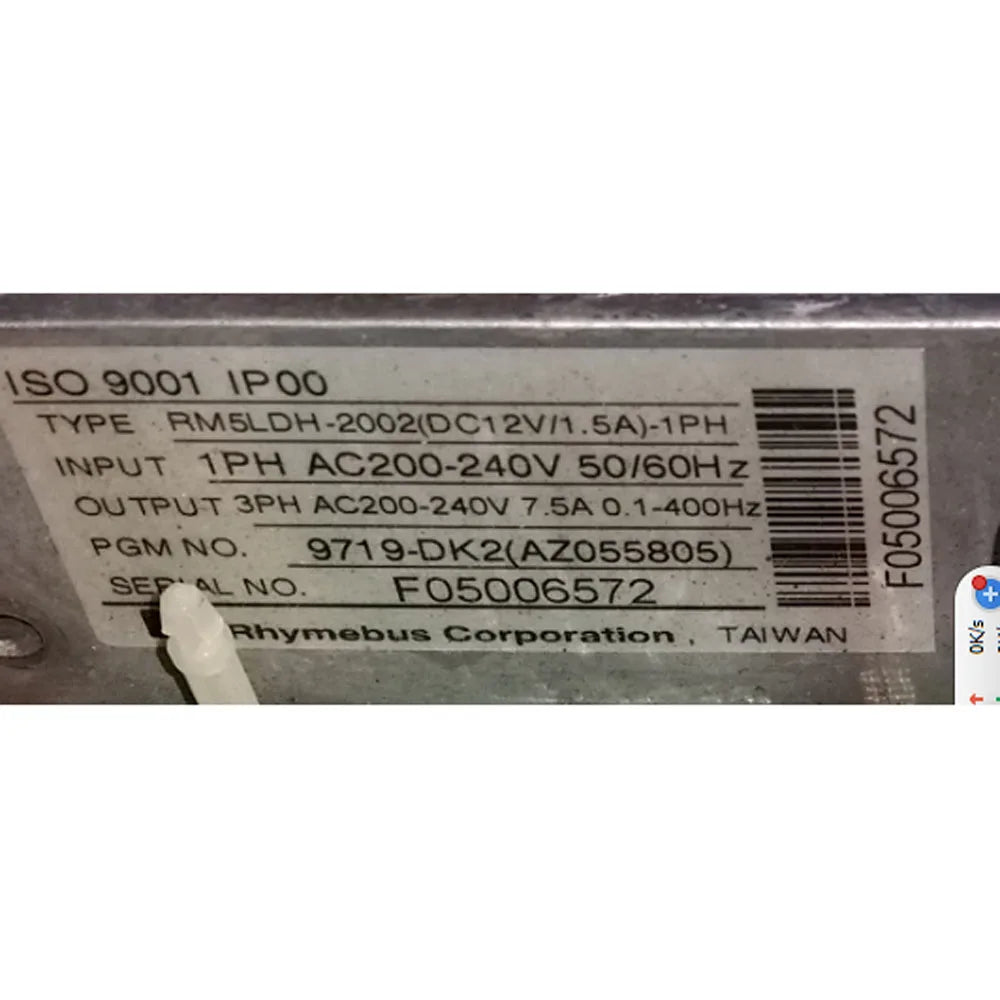 ISO 9001 IP00
TYPE RM5LDH-2002(DC12V/1.5A)-1PH
INPUT 1PH AC200-240V 50/60Hz
OUTPUT 3PH AC200-240V 7.5A 0.1-400Hz
PGM NO. 9719-DK2(AZ055805)
SERIAL NO. F05006572
Rhymebus Corporation, TAIWAN
F05006572
0K/s